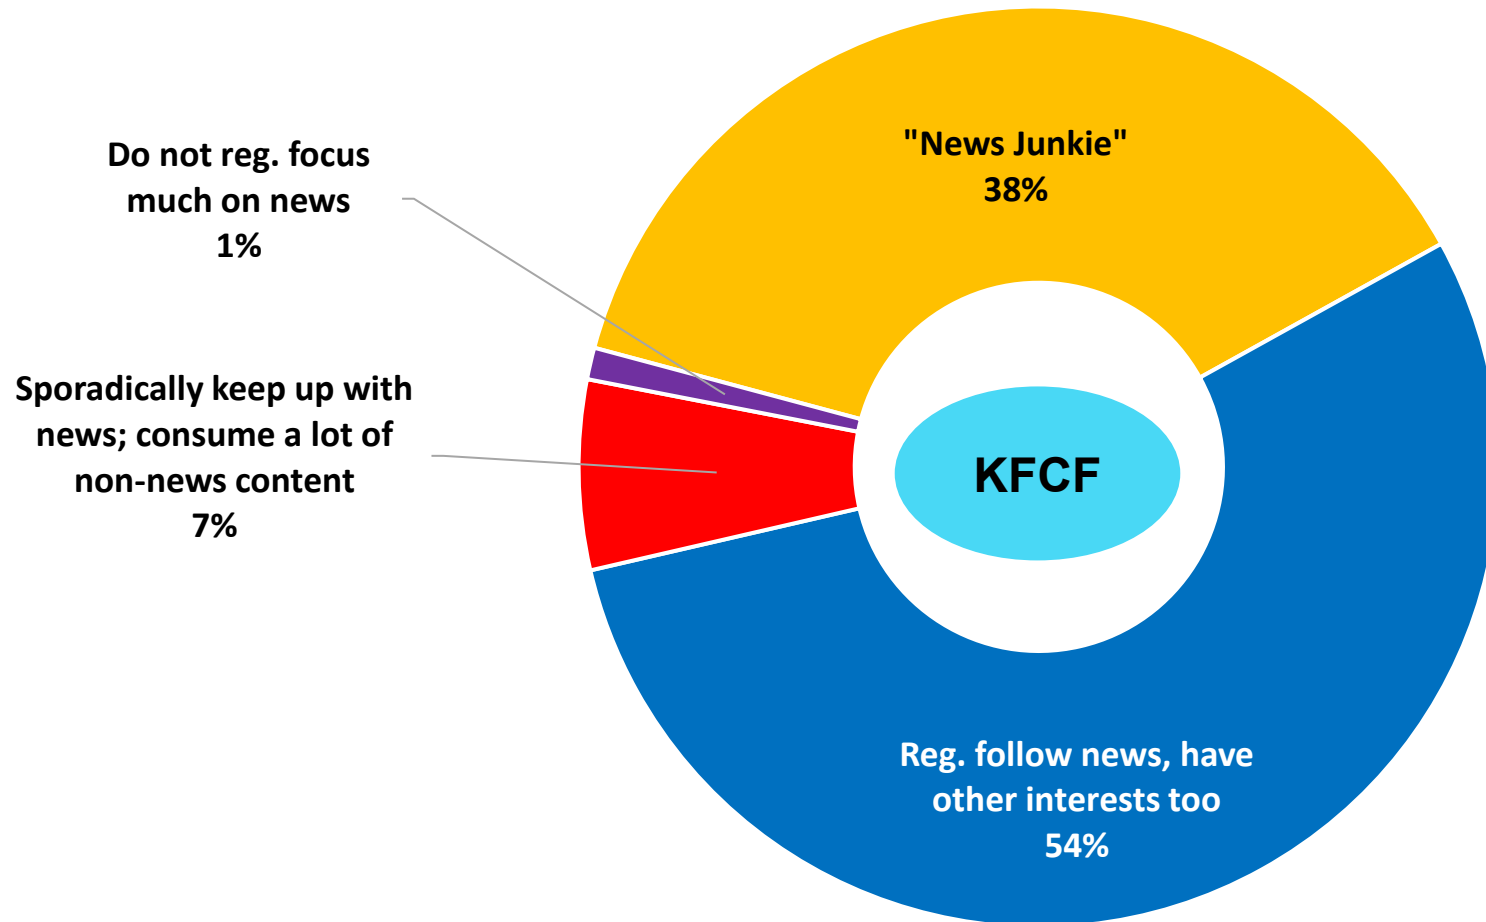 "News Junkie"
38%
Do not reg. focus
much on news
1%
Sporadically keep up with
news; consume a lot of
non-news content
7%
KFCF
Reg. follow news, have
other interests too
54%